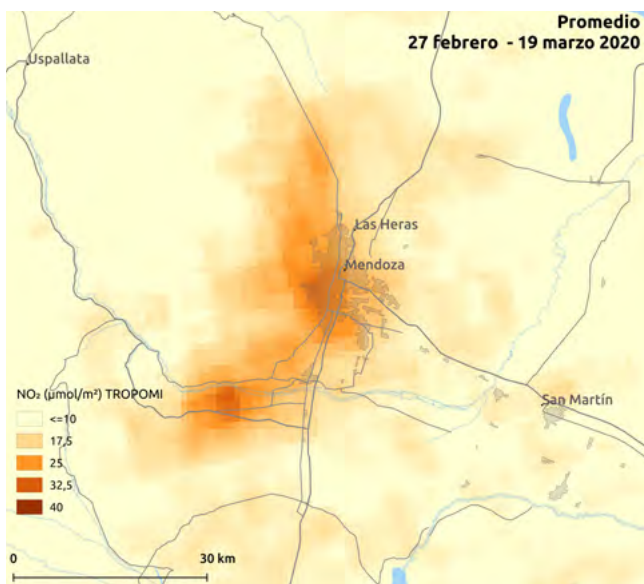 Promedio
27 febrero - 19 marzo 2020
Uspallata
Las Heras
Mendoza
San Martín
NO₂ (µmol/m²) TROPOMI
<=10
17,5
25
32,5
40
0 30 km